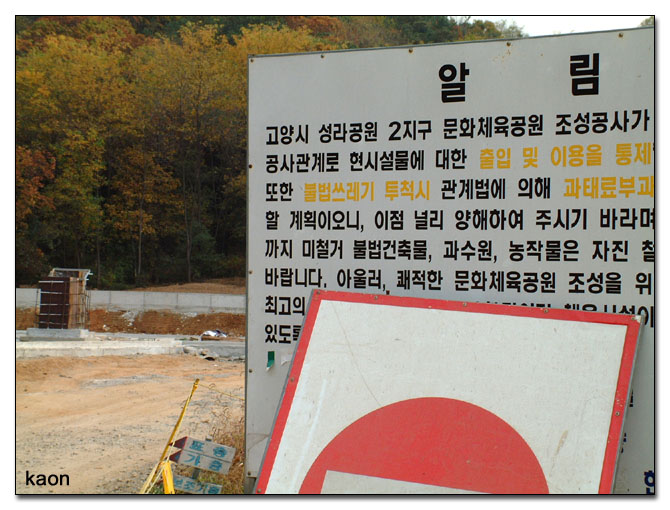 알 림
고양시 성라공원 2지구 문화체육공원 조성공사가
공사관계로 현시설물에 대한 출입 및 이용을 통제
또한 불법쓰레기 투척시 관계법에 의해 과태료부과
할 계획이오니, 이점 널리 양해하여 주시기 바라며
까지 미철거 불법건축물, 과수원, 농작물은 자진 철
바랍니다. 아울러, 쾌적한 문화체육공원 조성을 위
최고의
있도록
kaon